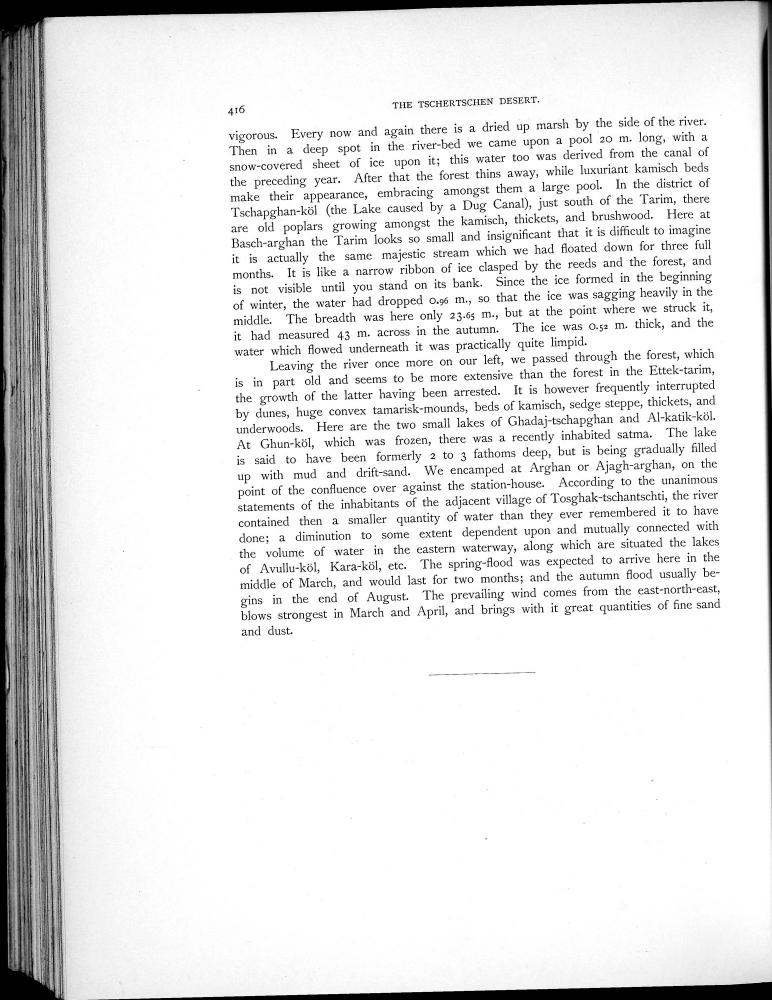 416
THE TSCHERTSCHEN DESERT.
vigorous. Every now and again there is a dried up marsh by the side of the river.
Then in a deep spot in the river-bed we came upon a pool 20 m. long, with a
snow-covered sheet of ice upon it; this water too was derived from the canal of
the preceding year. After that the forest thins away, while luxuriant kamisch beds
make their appearance, embracing amongst them a large pool. In the district of
Tschapghan-köl (the Lake caused by a Dug Canal), just south of the Tarim, there
are old poplars growing amongst the kamisch, thickets, and brushwood. Here at
Basch-arghan the Tarim looks so small and insignificant that it is difficult to imagine
it is actually the same majestic stream which we had floated down for three full
months. It is like a narrow ribbon of ice clasped by the reeds and the forest, and
is not visible until you stand on its bank. Since the ice formed in the beginning
of winter, the water had dropped 0.96 m., so that the ice was sagging heavily in the
middle. The breadth was here only 23.65 m., but at the point where we struck it,
it had measured 43 m. across in the autumn. The ice was 0.52 m. thick, and the
water which flowed underneath it was practically quite limpid.
Leaving the river once more on our left, we passed through the forest, which
is in part old and seems to be more extensive than the forest in the Ettek-tarim,
the growth of the latter having been arrested. It is however frequently interrupted
by dunes, huge convex tamarisk-mounds, beds of kamisch, sedge steppe, thickets, and
underwoods. Here are the two small lakes of Ghadaj-tschapghan and Al-katik-köl.
At Ghun-köl, which was frozen, there was a recently inhabited satma. The lake
is said to have been formerly 2 to 3 fathoms deep, but is being gradually filled
up with mud and drift-sand. We encamped at Arghan or Ajagh-arghan, on the
point of the confluence over against the station-house. According to the unanimous
statements of the inhabitants of the adjacent village of Tosghak-tschantschti, the river
contained then a smaller quantity of water than they ever remembered it to have
done; a diminution to some extent dependent upon and mutually connected with
the volume of water in the eastern waterway, along which are situated the lakes
of Avullu-köl, Kara-köl, etc. The spring-flood was expected to arrive here in the
middle of March, and would last for two months; and the autumn flood usually be-
gins in the end of August. The prevailing wind comes from the east-north-east,
blows strongest in March and April, and brings with it great quantities of fine sand
and dust.